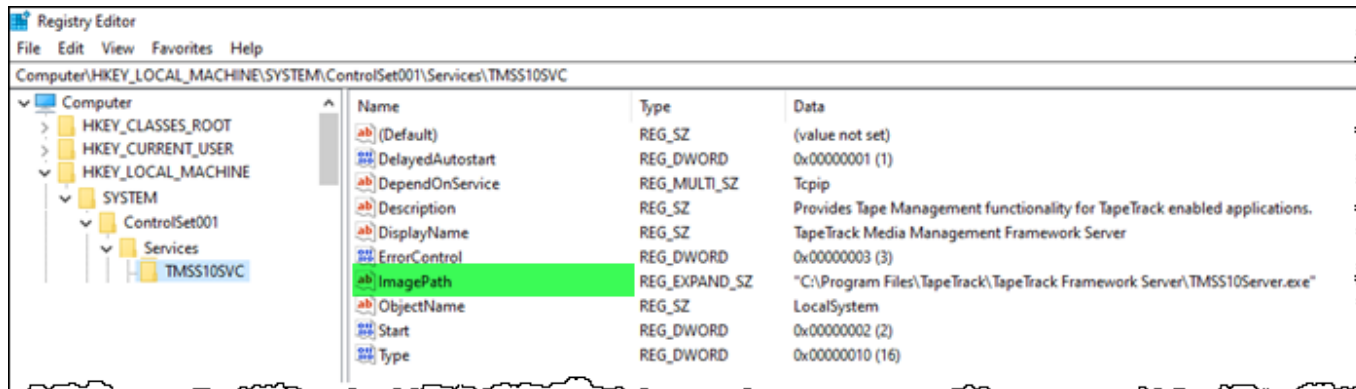 Registry Editor
File Edit View Favorites Help
Computer\HKEY_LOCAL_MACHINE\SYSTEM\ControlSet001\Services\TMSS10SVC
Computer
HKEY_CLASSES_ROOT
HKEY_CURRENT_USER
HKEY_LOCAL_MACHINE
SYSTEM
ControlSet001
Services
TMSS10SVC
Name Type Data
(Default) REG_SZ (value not set)
DelayedAutostart REG_DWORD 0x00000001 (1)
DependOnService REG_MULTI_SZ Tcpip
Description REG_SZ Provides Tape Management functionality for TapeTrack enabled applications.
DisplayName REG_SZ TapeTrack Media Management Framework Server
ErrorControl REG_DWORD 0x00000003 (3)
ImagePath REG_EXPAND_SZ "C:\Program Files\TapeTrack\TapeTrack Framework Server\TMSS10Server.exe"
ObjectName REG_SZ LocalSystem
Start REG_DWORD 0x00000002 (2)
Type REG_DWORD 0x00000010 (16)